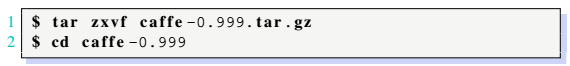 1 $ tar zxvf caffe-0.999.tar.gz
2 $ cd caffe-0.999